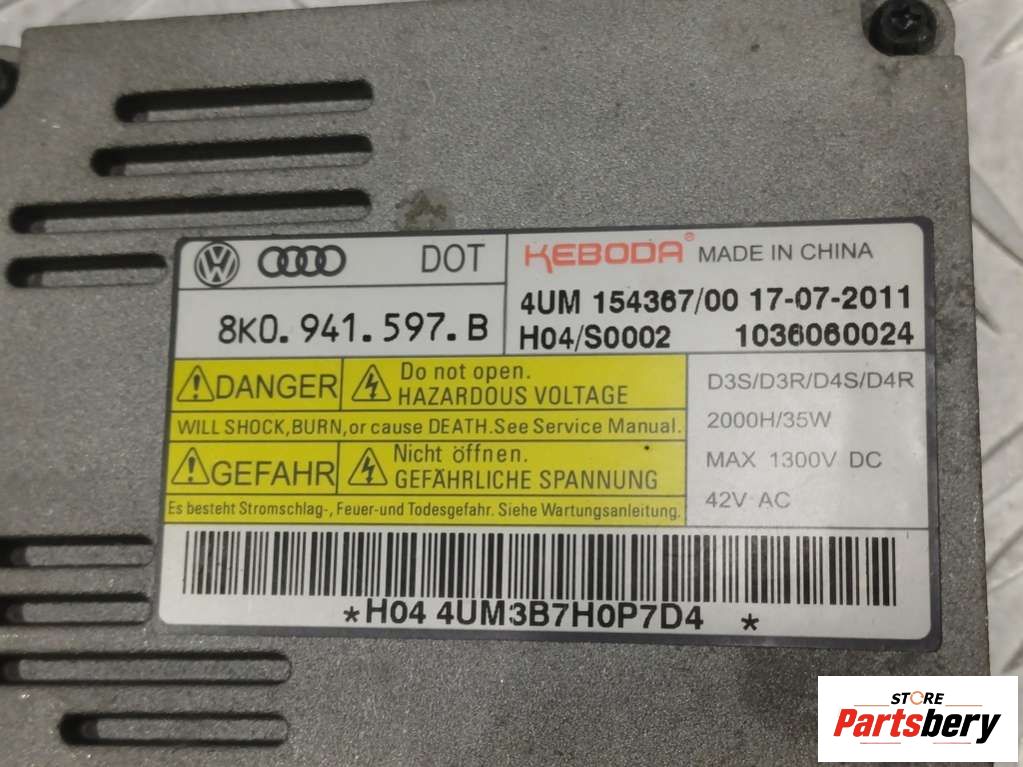 VW DOT
8K0.941.597.B
KEBODA® MADE IN CHINA
4UM 154367/00 17-07-2011
H04/S0002 1036060024
DANGER
Do not open.
HAZARDOUS VOLTAGE
WILL SHOCK,BURN,or cause DEATH.See Service Manual.
GEFAHR
Nicht öffnen.
GEFÄHRLICHE SPANNUNG
Es besteht Stromschlag-, Feuer-und Todesgefahr. Siehe Wartungsanleitung.
D3S/D3R/D4S/D4R
2000H/35W
MAX 1300V DC
42V AC
*H04 4UM3B7H0P7D4 *
STORE
Partsbery